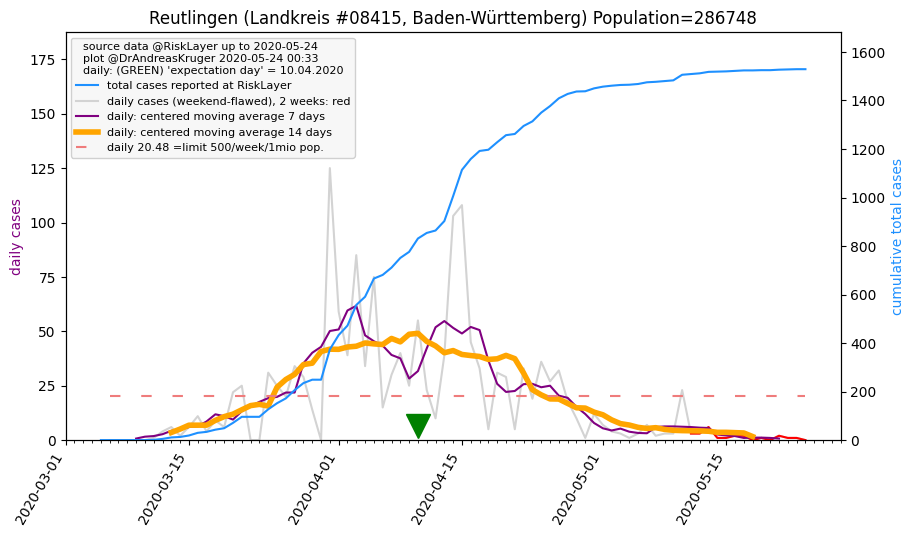 Reutlingen (Landkreis #08415, Baden-Württemberg) Population=286748
source data @RiskLayer up to 2020-05-24
plot @DrAndreasKruger 2020-05-24 00:33
daily: (GREEN) 'expectation day' = 10.04.2020
total cases reported at RiskLayer
daily cases (weekend-flawed), 2 weeks: red
daily: centered moving average 7 days
daily: centered moving average 14 days
daily 20.48 =limit 500/week/1mio pop.
daily cases
175
150
125
100
75
50
25
0
1600
1400
1200
1000
800
600
400
200
0
cumulative total cases
2020-03-01
2020-03-15
2020-04-01
2020-04-15
2020-05-01
2020-05-15